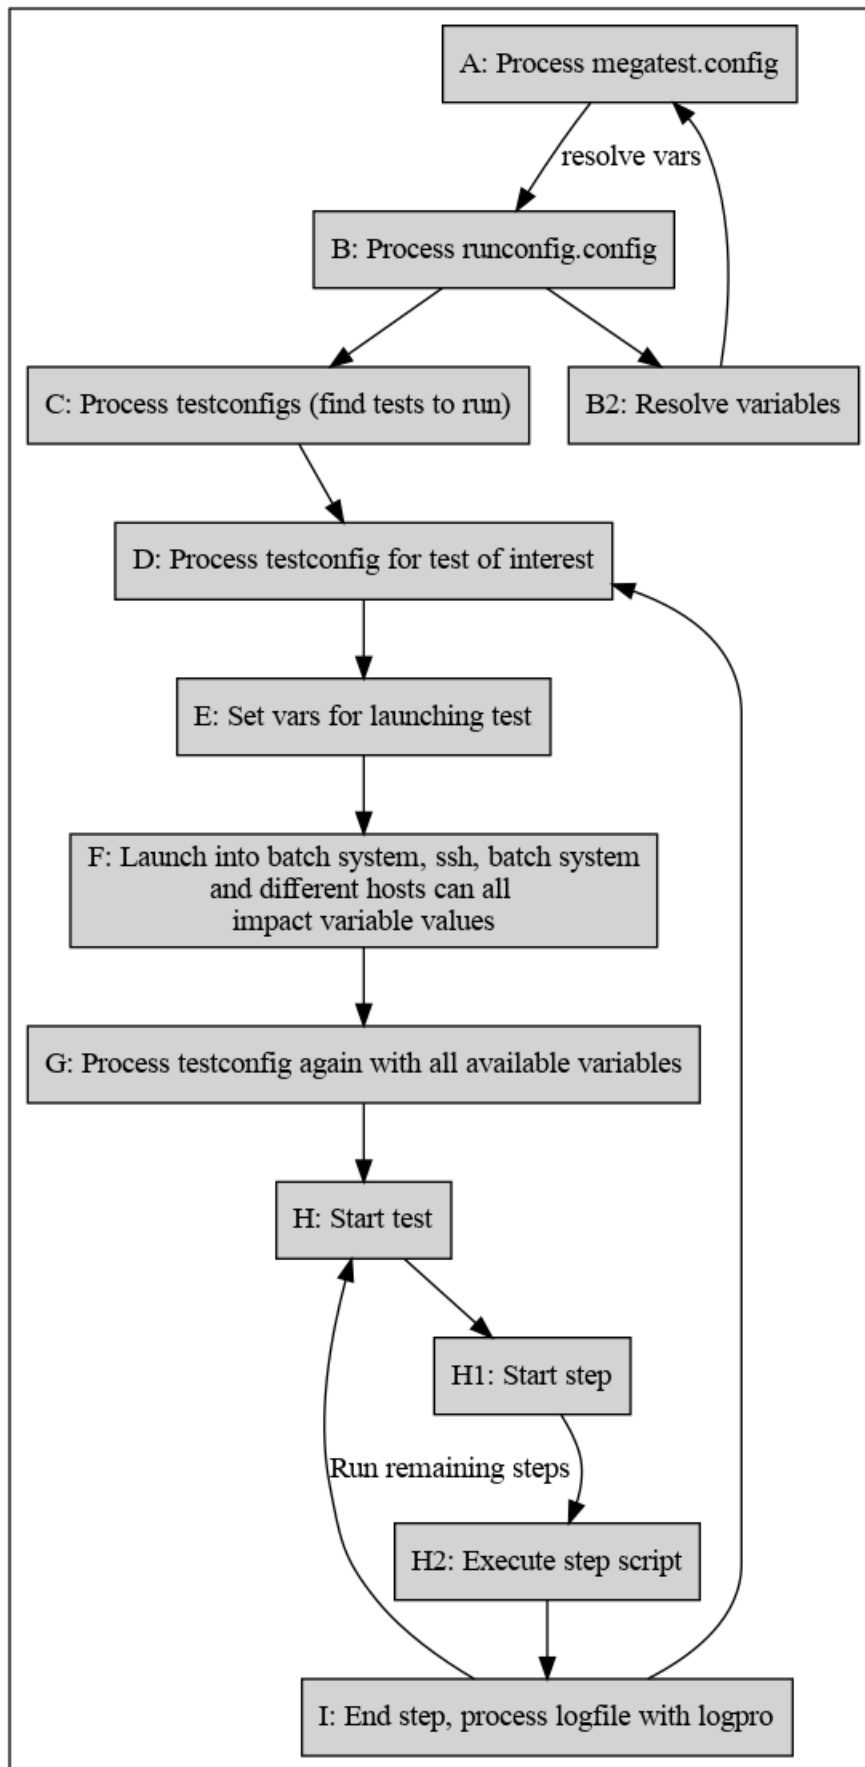 A: Process megatest.config
resolve vars
B: Process runconfig.config
C: Process testconfigs (find tests to run)
B2: Resolve variables
D: Process testconfig for test of interest
E: Set vars for launching test
F: Launch into batch system, ssh, batch system
and different hosts can all
impact variable values
G: Process testconfig again with all available variables
H: Start test
H1: Start step
Run remaining steps
H2: Execute step script
I: End step, process logfile with logpro